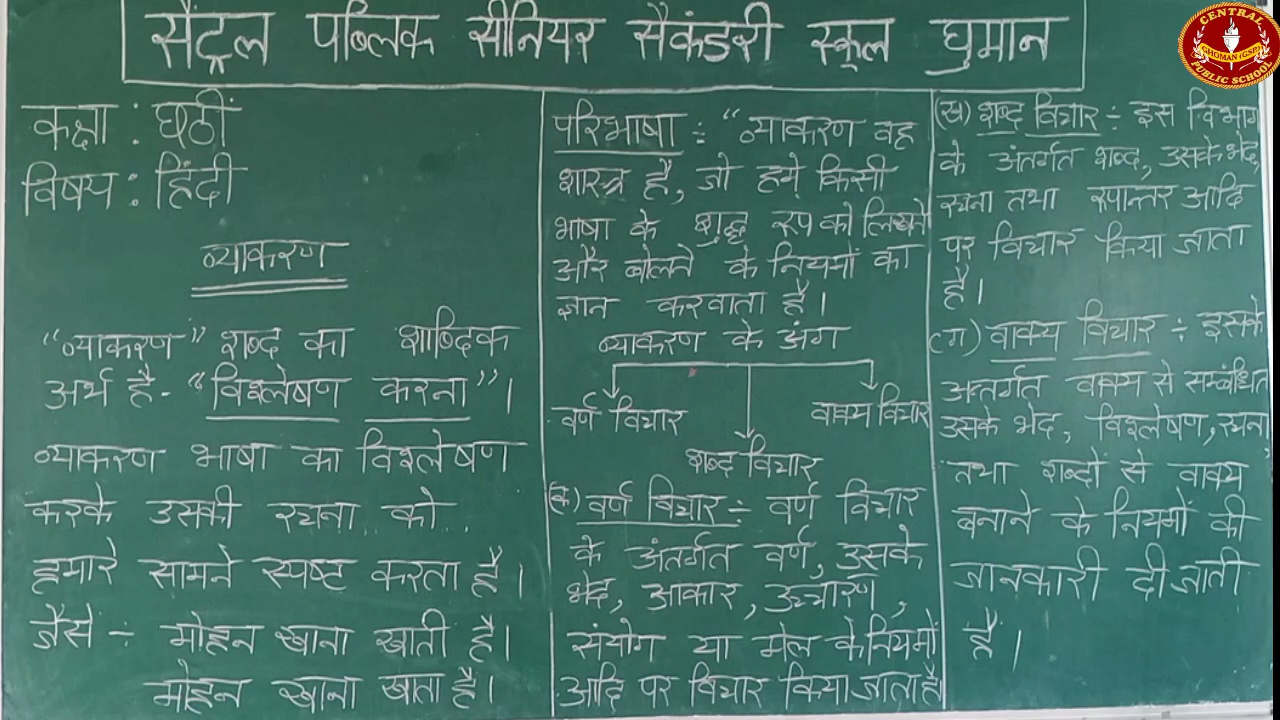 सैंट्रल पब्लिक सीनियर सैकंडरी स्कूल घुमान
CENTRAL
GHOMAN (GSP)
PUBLIC SCHOOL
कक्षा : छठीं
विषय : हिंदी
व्याकरण
“व्याकरण” शब्द का शाब्दिक
अर्थ है - “विश्लेषण करना”।
व्याकरण भाषा का विश्लेषण
करके उसकी रचना को
हमारे सामने स्पष्ट करता है।
जैसे ÷ मोहन खाना खाती है।
मोहन खाना खाता है।
परिभाषा ÷ “व्याकरण वह
शास्त्र है, जो हमें किसी
भाषा के शुद्ध रूप को लिखने
और बोलने के नियमों का
ज्ञान करवाता है।
व्याकरण के अंग
वर्ण विचार
वाक्य विचार
शब्द विचार
(क) वर्ण विचार ÷ वर्ण विचार
के अंतर्गत वर्ण, उसके
भेद, आकार, उच्चारण,
संयोग या मेल के नियमों
आदि पर विचार किया जाता है
(ख) शब्द विचार ÷ इस विभाग
के अंतर्गत शब्द, उसके भेद,
रचना तथा रूपान्तर आदि
पर विचार किया जाता
है।
(ग) वाक्य विचार ÷ इसके
अन्तर्गत वाक्य से सम्बंधित
उसके भेद, विश्लेषण, रचना
तथा शब्दों से वाक्य
बनाने के नियमों की
जानकारी दी जाती
है।